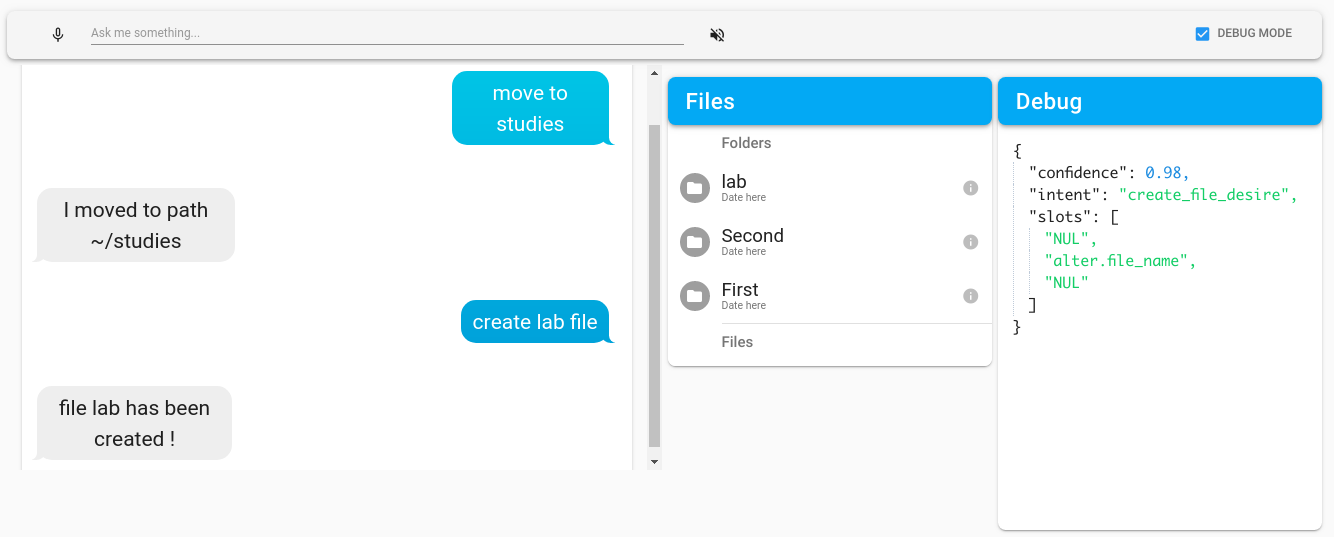 Ask me something...
DEBUG MODE
move to
studies
I moved to path
~/studies
create lab file
file lab has been
created !
Files
Folders
lab
Date here
Second
Date here
First
Date here
Files
Debug
{
"confidence": 0.98,
"intent": "create_file_desire",
"slots": [
"NUL",
"alter.file_name",
"NUL"
]
}